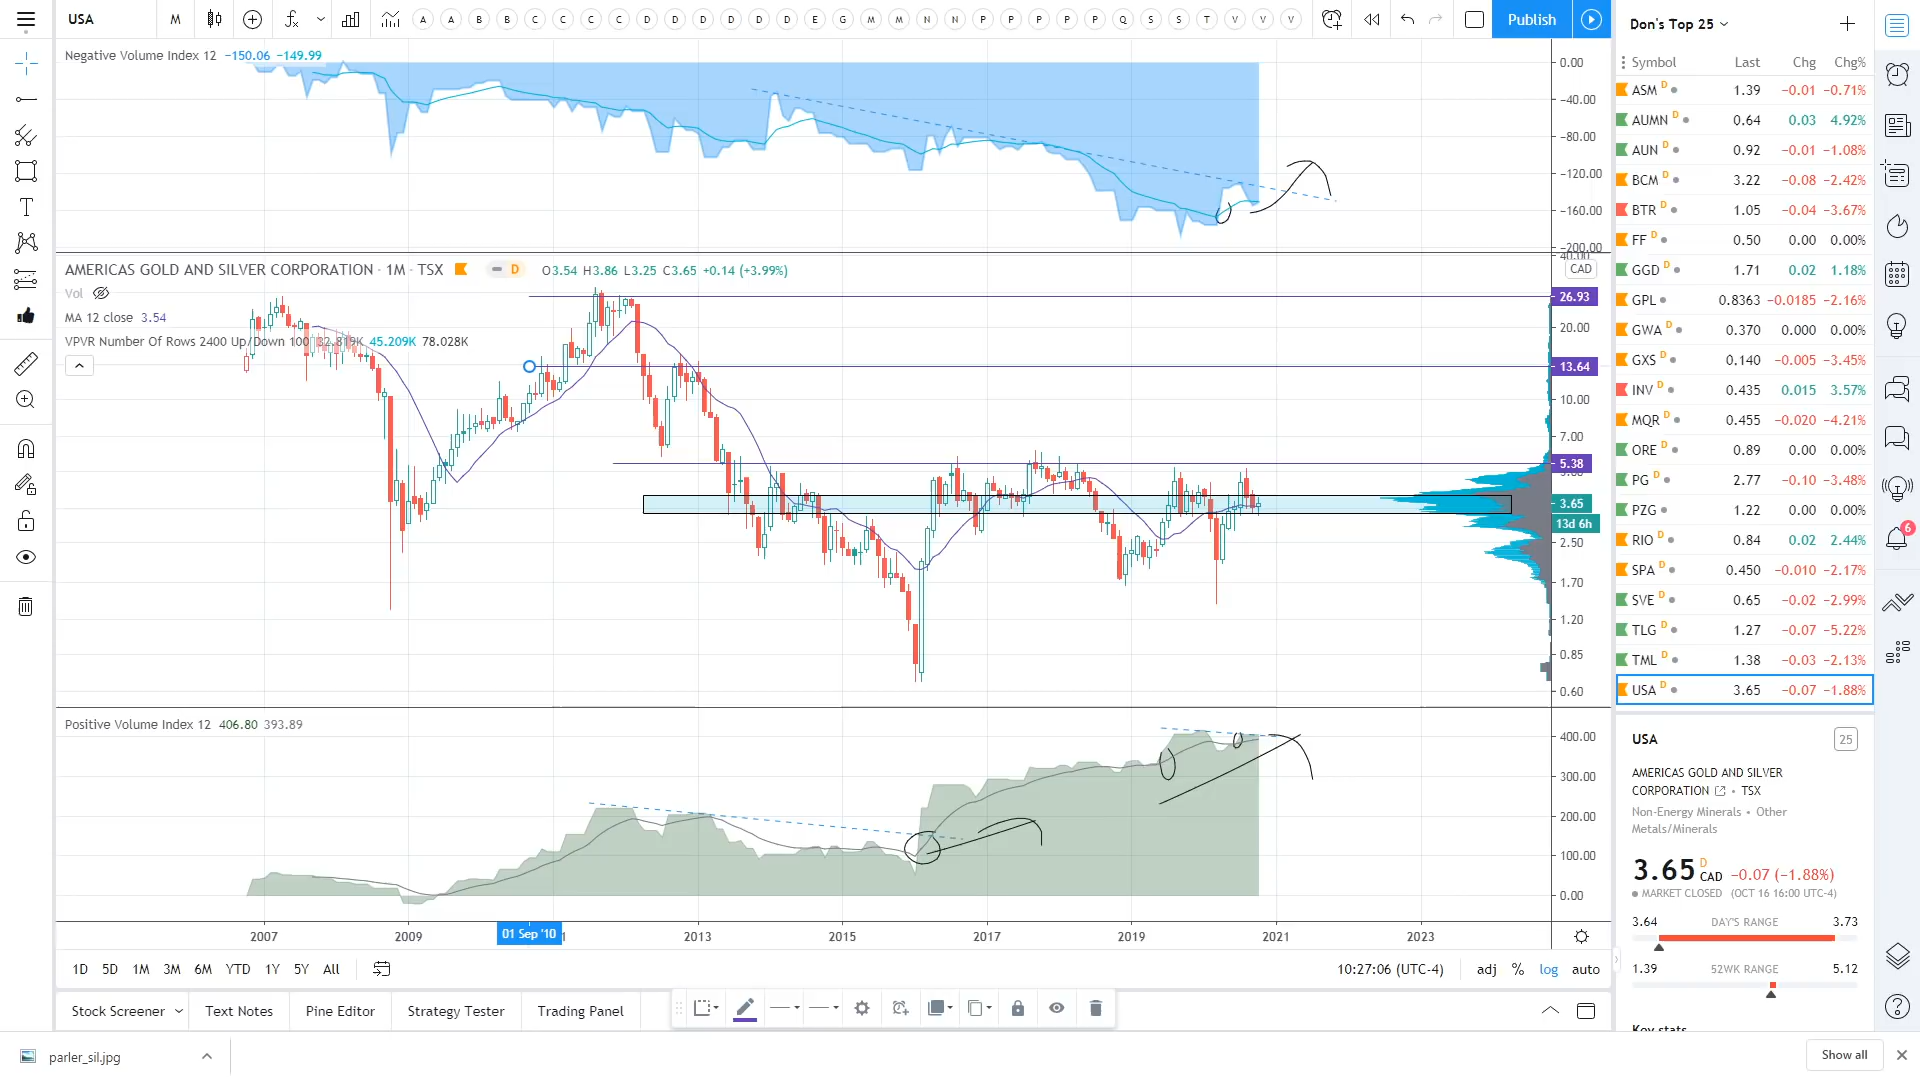 USA M A A B B C C C C D D D D D D E G M M N N P P P P P Q S S T V V V Publish
Don's Top 25
Symbol Last Chg Chg%
ASM D 1.39 −0.01 −0.71%
AUMN D 0.64 0.03 4.92%
AUN D 0.92 −0.01 −1.08%
BCM D 3.22 −0.08 −2.42%
BTR D 1.05 −0.04 −3.67%
FF D 0.50 0.00 0.00%
GGD D 1.71 0.02 1.18%
GPL 0.8363 −0.0185 −2.16%
GWA D 0.370 0.000 0.00%
GXS D 0.140 −0.005 −3.45%
INV D 0.435 0.015 3.57%
MQR D 0.455 −0.020 −4.21%
ORE D 0.89 0.00 0.00%
PG D 2.77 −0.10 −3.48%
PZG D 1.22 0.00 0.00%
RIO D 0.84 0.02 2.44%
SPA D 0.450 −0.010 −2.17%
SVE D 0.65 −0.02 −2.99%
TLG D 1.27 −0.07 −5.22%
TML D 1.38 −0.03 −2.13%
USA D 3.65 −0.07 −1.88%
Negative Volume Index 12 −150.06 −149.99
0.00
−40.00
−80.00
−120.00
−160.00
−200.00
AMERICAS GOLD AND SILVER CORPORATION · 1M · TSX D O3.54 H3.86 L3.25 C3.65 +0.14 (+3.99%)
Vol
MA 12 close 3.54
VPVR Number Of Rows 2400 Up/Down 100 32.819K 45.209K 78.028K
40.00
CAD
26.93
20.00
13.64
10.00
7.00
5.38
3.65
13d 6h
2.50
1.70
1.20
0.85
0.60
Positive Volume Index 12 406.80 393.89
400.00
300.00
200.00
100.00
0.00
2007 2009 01 Sep '10 2013 2015 2017 2019 2021 2023
1D 5D 1M 3M 6M YTD 1Y 5Y All
10:27:06 (UTC-4) adj % log auto
Stock Screener Text Notes Pine Editor Strategy Tester Trading Panel
USA 25
AMERICAS GOLD AND SILVER
CORPORATION • TSX
Non-Energy Minerals • Other
Metals/Minerals
3.65 D CAD −0.07 (−1.88%)
MARKET CLOSED (OCT 16 16:00 UTC-4)
3.64 DAY'S RANGE 3.73
1.39 52WK RANGE 5.12
Key stats
6
parler_sil.jpg
Show all